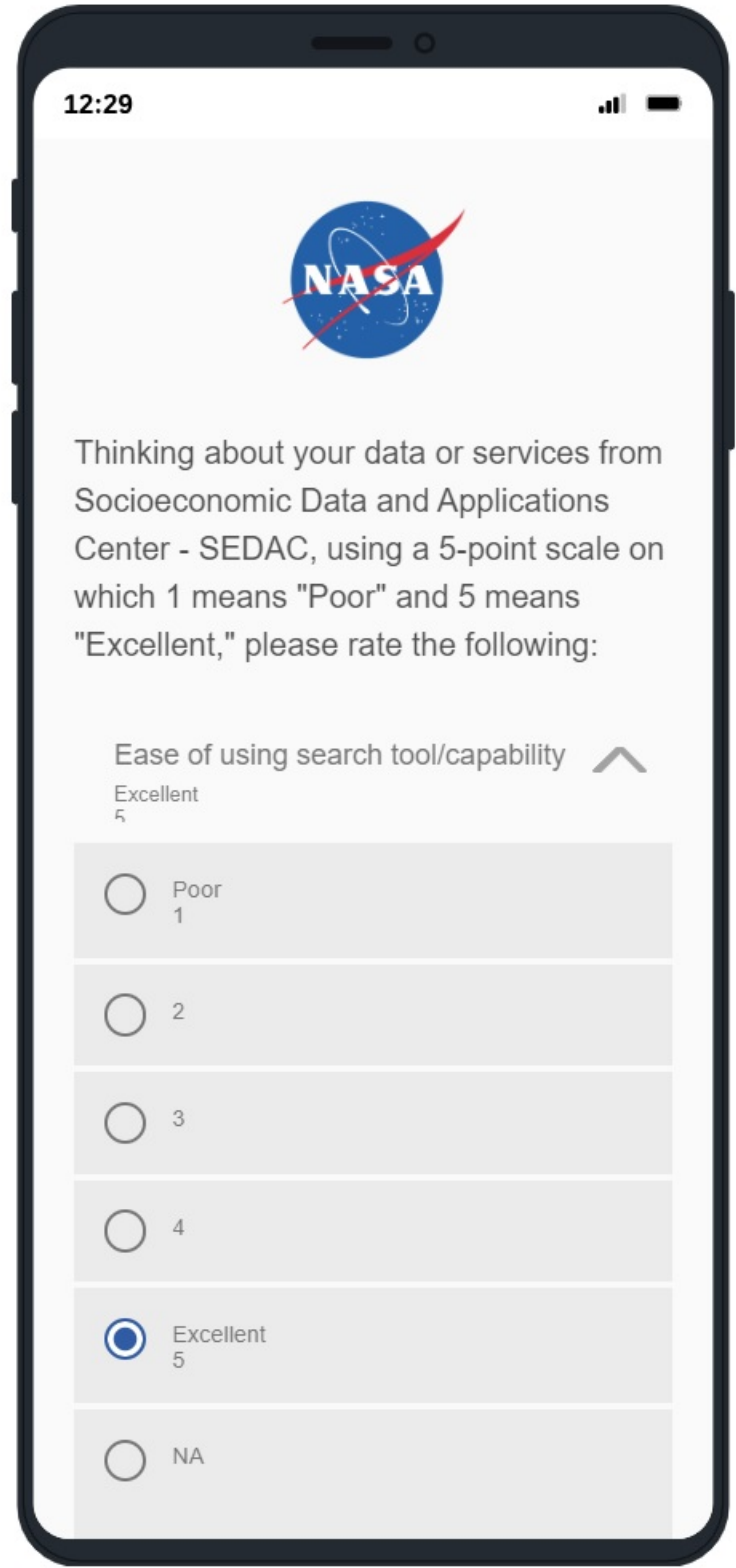 12:29
NASA
Thinking about your data or services from
Socioeconomic Data and Applications
Center - SEDAC, using a 5-point scale on
which 1 means "Poor" and 5 means
"Excellent," please rate the following:
Ease of using search tool/capability
Excellent
5
Poor
1
2
3
4
Excellent
5
NA